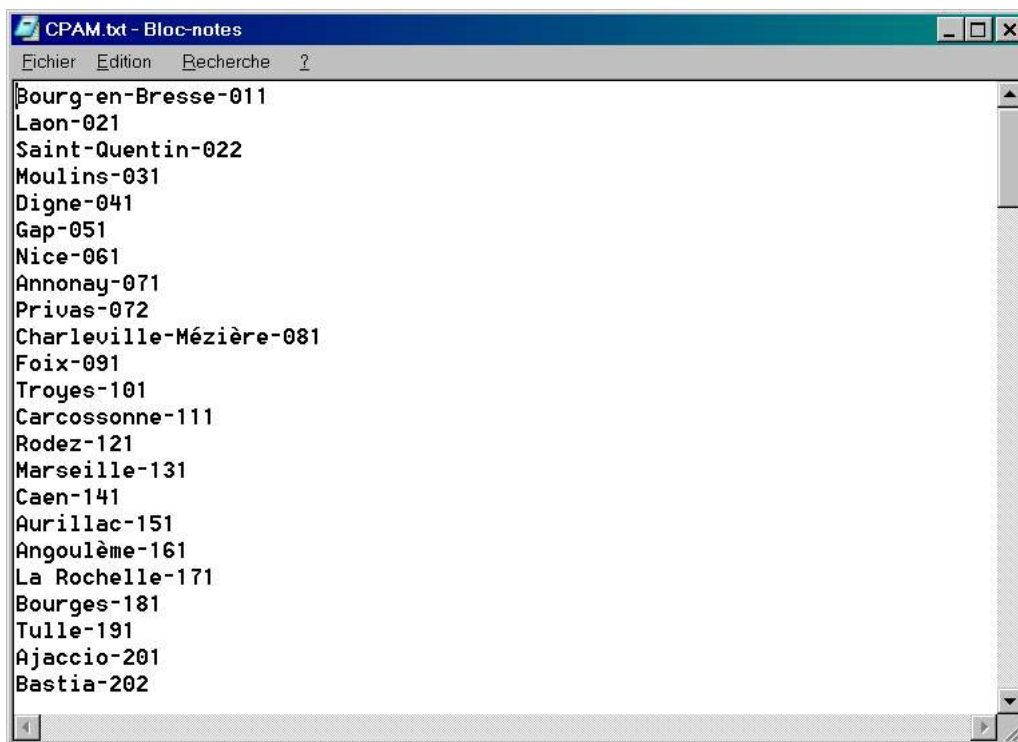 CPAM.txt - Bloc-notes
Fichier Edition Recherche ?
Bourg-en-Bresse-011
Laon-021
Saint-Quentin-022
Moulins-031
Digne-041
Gap-051
Nice-061
Annonay-071
Privas-072
Charleville-Mézière-081
Foix-091
Troyes-101
Carcossonne-111
Rodez-121
Marseille-131
Caen-141
Aurillac-151
Angoulème-161
La Rochelle-171
Bourges-181
Tulle-191
Ajaccio-201
Bastia-202